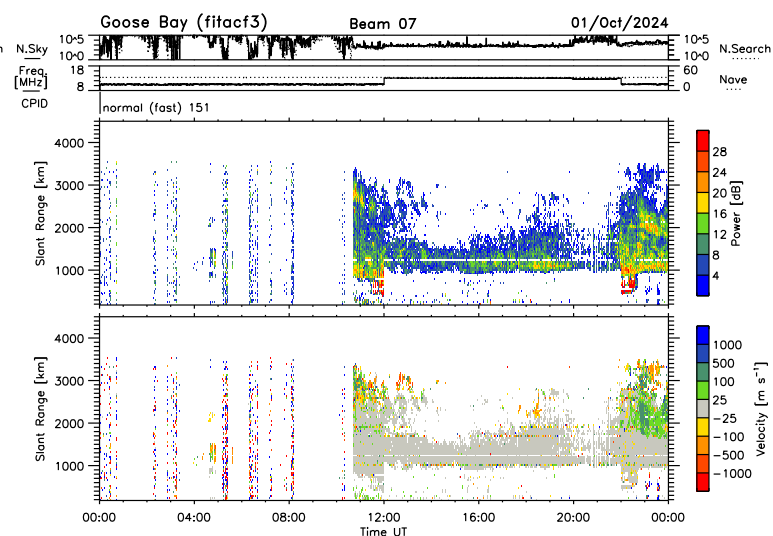 Goose Bay (fitacf3) Beam 07 01/Oct/2024
N.Sky 10^5 10^0 10^5 10^0 N.Search
Freq. [MHz] 18 8 60 0 Nave
CPID normal (fast) 151
Slant Range [km] 4000 3000 2000 1000
Power [dB] 28 24 20 16 12 8 4
Slant Range [km] 4000 3000 2000 1000
Velocity [m s⁻¹] 1000 500 100 25 −25 −100 −500 −1000
00:00 04:00 08:00 12:00 16:00 20:00 00:00
Time UT